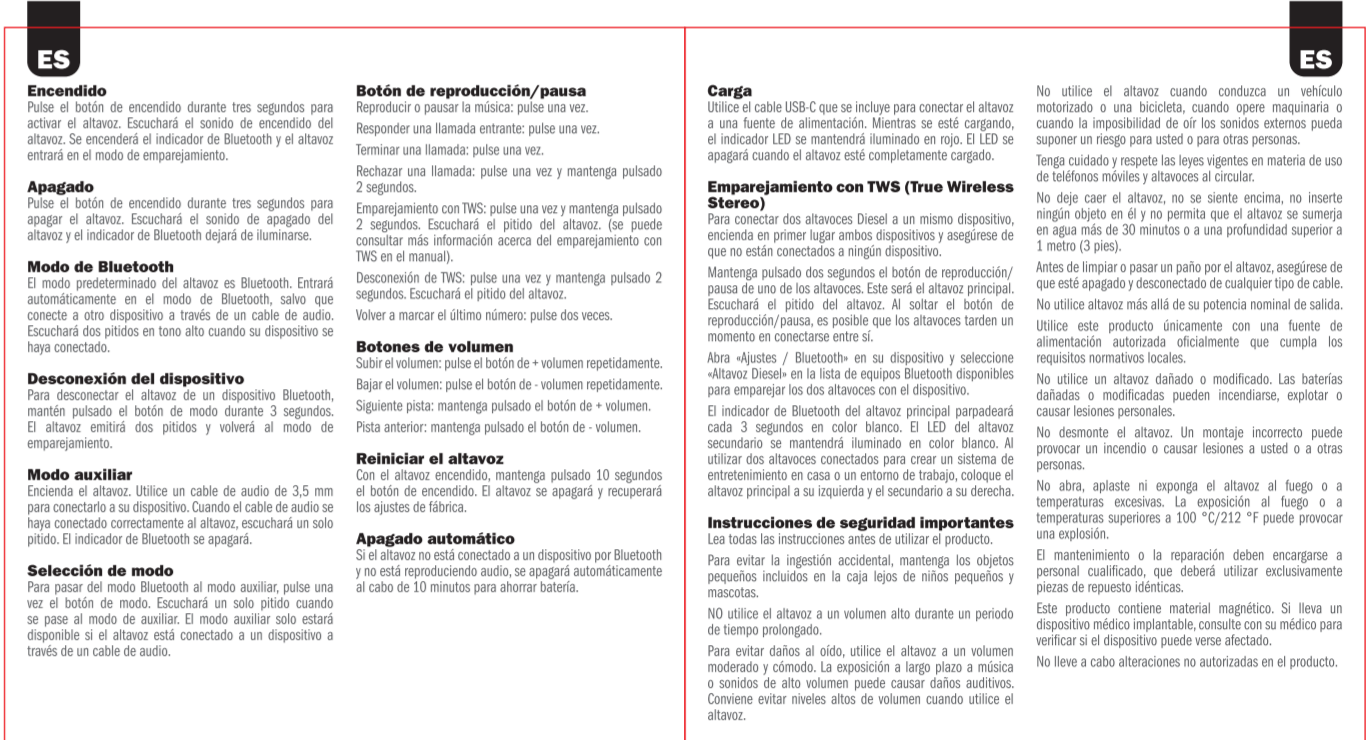 ES
Encendido
Pulse el botón de encendido durante tres segundos para
activar el altavoz. Escuchará el sonido de encendido del
altavoz. Se encenderá el indicador de Bluetooth y el altavoz
entrará en el modo de emparejamiento.
Apagado
Pulse el botón de encendido durante tres segundos para
apagar el altavoz. Escuchará el sonido de apagado del
altavoz y el indicador de Bluetooth dejará de iluminarse.
Modo de Bluetooth
El modo predeterminado del altavoz es Bluetooth. Entrará
automáticamente en el modo de Bluetooth, salvo que
conecte a otro dispositivo a través de un cable de audio.
Escuchará dos pitidos en tono alto cuando su dispositivo se
haya conectado.
Desconexión del dispositivo
Para desconectar el altavoz de un dispositivo Bluetooth,
mantén pulsado el botón de modo durante 3 segundos.
El altavoz emitirá dos pitidos y volverá al modo de
emparejamiento.
Modo auxiliar
Encienda el altavoz. Utilice un cable de audio de 3,5 mm
para conectarlo a su dispositivo. Cuando el cable de audio se
haya conectado correctamente al altavoz, escuchará un solo
pitido. El indicador de Bluetooth se apagará.
Selección de modo
Para pasar del modo Bluetooth al modo auxiliar, pulse una
vez el botón de modo. Escuchará un solo pitido cuando
se pase al modo de auxiliar. El modo auxiliar solo estará
disponible si el altavoz está conectado a un dispositivo a
través de un cable de audio.
Botón de reproducción/pausa
Reproducir o pausar la música: pulse una vez.
Responder una llamada entrante: pulse una vez.
Terminar una llamada: pulse una vez.
Rechazar una llamada: pulse una vez y mantenga pulsado
2 segundos.
Emparejamiento con TWS: pulse una vez y mantenga pulsado
2 segundos. Escuchará el pitido del altavoz. (se puede
consultar más información acerca del emparejamiento con
TWS en el manual).
Desconexión de TWS: pulse una vez y mantenga pulsado 2
segundos. Escuchará el pitido del altavoz.
Volver a marcar el último número: pulse dos veces.
Botones de volumen
Subir el volumen: pulse el botón de + volumen repetidamente.
Bajar el volumen: pulse el botón de - volumen repetidamente.
Siguiente pista: mantenga pulsado el botón de + volumen.
Pista anterior: mantenga pulsado el botón de - volumen.
Reiniciar el altavoz
Con el altavoz encendido, mantenga pulsado 10 segundos
el botón de encendido. El altavoz se apagará y recuperará
los ajustes de fábrica.
Apagado automático
Si el altavoz no está conectado a un dispositivo por Bluetooth
y no está reproduciendo audio, se apagará automáticamente
al cabo de 10 minutos para ahorrar batería.
ES
Carga
Utilice el cable USB-C que se incluye para conectar el altavoz
a una fuente de alimentación. Mientras se esté cargando,
el indicador LED se mantendrá iluminado en rojo. El LED se
apagará cuando el altavoz esté completamente cargado.
Emparejamiento con TWS (True Wireless
Stereo)
Para conectar dos altavoces Diesel a un mismo dispositivo,
encienda en primer lugar ambos dispositivos y asegúrese de
que no están conectados a ningún dispositivo.
Mantenga pulsado dos segundos el botón de reproducción/
pausa de uno de los altavoces. Este será el altavoz principal.
Escuchará el pitido del altavoz. Al soltar el botón de
reproducción/pausa, es posible que los altavoces tarden un
momento en conectarse entre sí.
Abra «Ajustes / Bluetooth» en su dispositivo y seleccione
«Altavoz Diesel» en la lista de equipos Bluetooth disponibles
para emparejar los dos altavoces con el dispositivo.
El indicador de Bluetooth del altavoz principal parpadeará
cada 3 segundos en color blanco. El LED del altavoz
secundario se mantendrá iluminado en color blanco. Al
utilizar dos altavoces conectados para crear un sistema de
entretenimiento en casa o un entorno de trabajo, coloque el
altavoz principal a su izquierda y el secundario a su derecha.
Instrucciones de seguridad importantes
Lea todas las instrucciones antes de utilizar el producto.
Para evitar la ingestión accidental, mantenga los objetos
pequeños incluidos en la caja lejos de niños pequeños y
mascotas.
NO utilice el altavoz a un volumen alto durante un periodo
de tiempo prolongado.
Para evitar daños al oído, utilice el altavoz a un volumen
moderado y cómodo. La exposición a largo plazo a música
o sonidos de alto volumen puede causar daños auditivos.
Conviene evitar niveles altos de volumen cuando utilice el
altavoz.
No utilice el altavoz cuando conduzca un vehículo
motorizado o una bicicleta, cuando opere maquinaria o
cuando la imposibilidad de oír los sonidos externos pueda
suponer un riesgo para usted o para otras personas.
Tenga cuidado y respete las leyes vigentes en materia de uso
de teléfonos móviles y altavoces al circular.
No deje caer el altavoz, no se siente encima, no inserte
ningún objeto en él y no permita que el altavoz se sumerja
en agua más de 30 minutos o a una profundidad superior a
1 metro (3 pies).
Antes de limpiar o pasar un paño por el altavoz, asegúrese de
que esté apagado y desconectado de cualquier tipo de cable.
No utilice altavoz más allá de su potencia nominal de salida.
Utilice este producto únicamente con una fuente de
alimentación autorizada oficialmente que cumpla los
requisitos normativos locales.
No utilice un altavoz dañado o modificado. Las baterías
dañadas o modificadas pueden incendiarse, explotar o
causar lesiones personales.
No desmonte el altavoz. Un montaje incorrecto puede
provocar un incendio o causar lesiones a usted o a otras
personas.
No abra, aplaste ni exponga el altavoz al fuego o a
temperaturas excesivas. La exposición al fuego o a
temperaturas superiores a 100 °C/212 °F puede provocar
una explosión.
El mantenimiento o la reparación deben encargarse a
personal cualificado, que deberá utilizar exclusivamente
piezas de repuesto idénticas.
Este producto contiene material magnético. Si lleva un
dispositivo médico implantable, consulte con su médico para
verificar si el dispositivo puede verse afectado.
No lleve a cabo alteraciones no autorizadas en el producto.